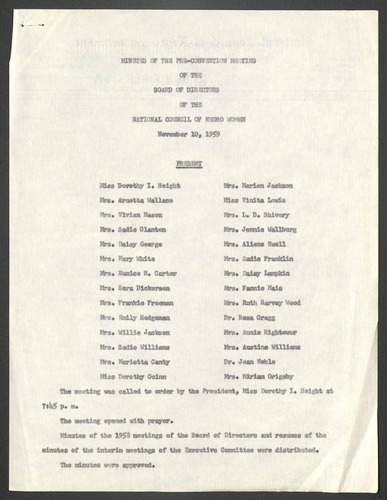 MINUTES OF THE PRE-CONVENTION MEETING
OF THE
BOARD OF DIRECTORS
OF THE
NATIONAL COUNCIL OF NEGRO WOMEN
November 10, 1959
PRESENT
Miss Dorothy I. Height Mrs. Marion Jackson
Mrs. Arnetta Wallace Miss Vinita Lewis
Mrs. Vivian Mason Mrs. L. D. Shivery
Mrs. Sadie Glanton Mrs. Jennie Wallburg
Mrs. Daisy George Mrs. Aliene Ewell
Mrs. Mary White Mrs. Sadie Franklin
Mrs. Eunice H. Carter Mrs. Daisy Lampkin
Mrs. Sara Dickerson Mrs. Fannie Mais
Mrs. Frankie Freeman Mrs. Ruth Harvey Wood
Mrs. Emily Hedgeman Dr. Rosa Gragg
Mrs. Willie Jackson Mrs. Annie Hightower
Mrs. Sadie Williams Mrs. Austine Williams
Mrs. Marietta Canty Dr. Jean Noble
Miss Dorothy Guinn Mrs. Miriam Grigsby
The meeting was called to order by the President, Miss Dorothy I. Height at
7:45 p. m.
The meeting opened with prayer.
Minutes of the 1958 meetings of the Board of Directors and resumes of the
minutes of the interim meetings of the Executive Committee were distributed.
The minutes were approved.